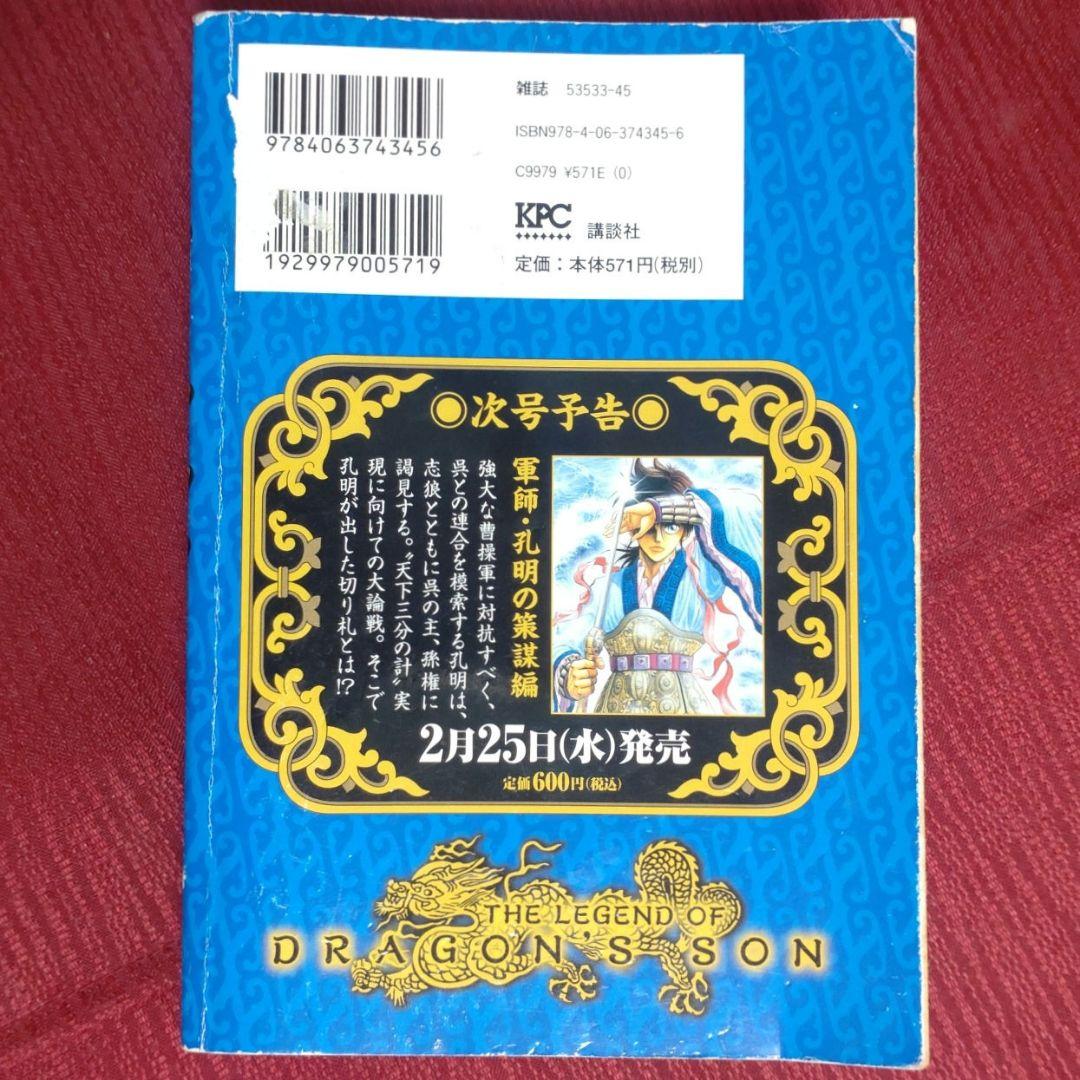 9784063743456
1929979005719
雑誌 53533-45
ISBN978-4-06-374345-6
C9979 ¥571E (0)
KPC 講談社
定価：本体571円(税別)
◉次号予告◉
軍師・孔明の策謀編
強大な曹操軍に対抗すべく、
呉との連合を模索する孔明は、
志狼とともに呉の主、孫権に
謁見する。〝天下三分の計〟実
現に向けての大論戦。そこで
孔明が出した切り札とは!?
2月25日(水)発売
定価600円(税込)
THE LEGEND OF
DRAGON'S SON